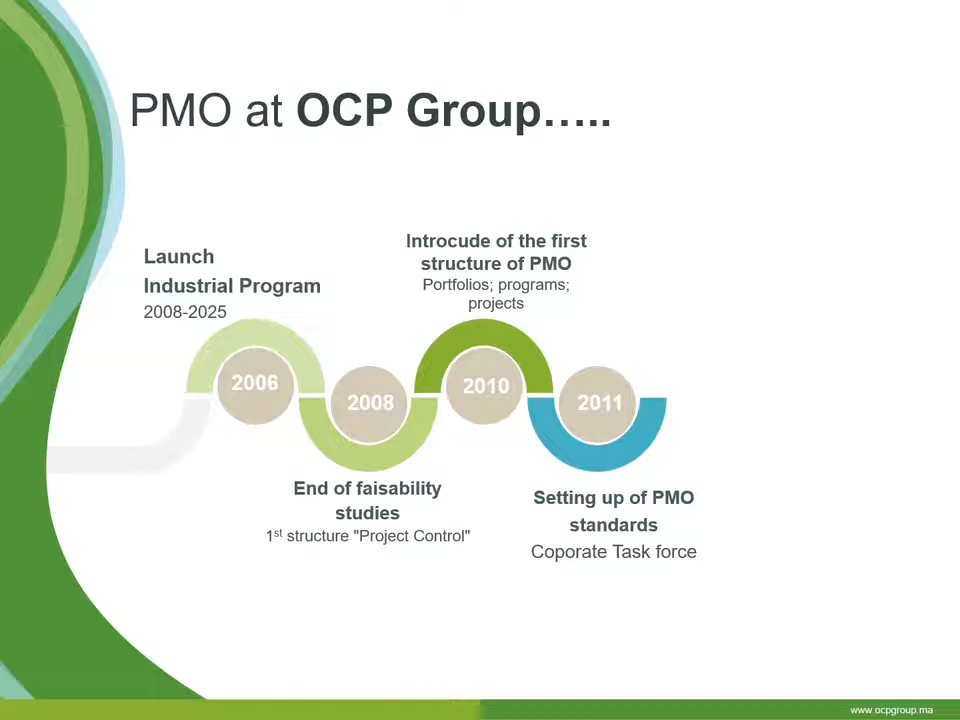 PMO at OCP Group…..
Launch
Industrial Program
2008-2025
Introcude of the first
structure of PMO
Portfolios; programs;
projects
2006
2008
2010
2011
End of faisability
studies
1st structure "Project Control"
Setting up of PMO
standards
Coporate Task force
www.ocpgroup.ma